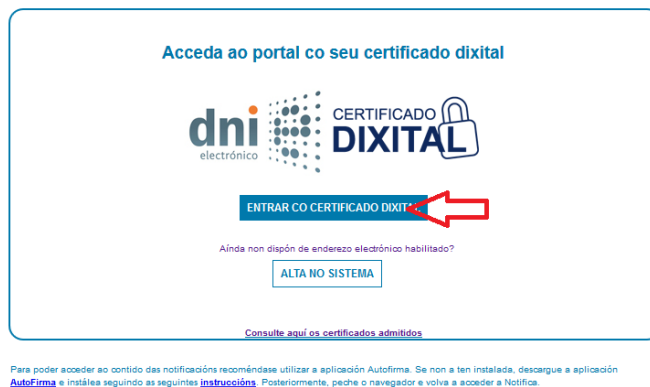 Acceda ao portal co seu certificado dixital
dni
electrónico
CERTIFICADO
DIXITAL
ENTRAR CO CERTIFICADO DIXITAL
Aínda non dispón de enderezo electrónico habilitado?
ALTA NO SISTEMA
Consulte aquí os certificados admitidos
Para poder acceder ao contido das notificacións recoméndase utilizar a aplicación Autofirma. Se non a ten instalada, descargue a aplicación
AutoFirma e instálea seguindo as seguintes instruccións. Posteriormente, peche o navegador e volva a acceder a Notifica.